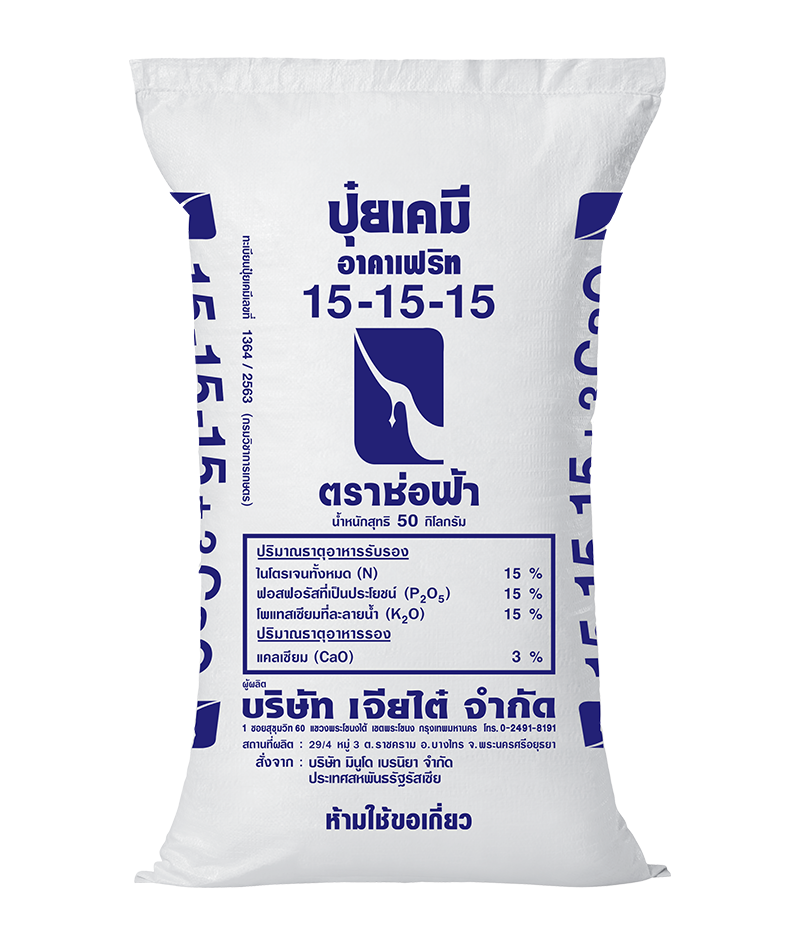 ปุ๋ยเคมี
อาคาเฟริท
15-15-15
ทะเบียนปุ๋ยเคมีเลขที่ 1364 / 2563 (กรมวิชาการเกษตร)
ตราช่อฟ้า
น้ำหนักสุทธิ 50 กิโลกรัม
ปริมาณธาตุอาหารรับรอง
ไนโตรเจนทั้งหมด (N) 15 %
ฟอสฟอรัสที่เป็นประโยชน์ (P₂O₅) 15 %
โพแทสเซียมที่ละลายน้ำ (K₂O) 15 %
ปริมาณธาตุอาหารรอง
แคลเซียม (CaO) 3 %
ผู้ผลิต
บริษัท เจียไต๋ จำกัด
1 ซอยสุขุมวิท 60 แขวงพระโขนงใต้ เขตพระโขนง กรุงเทพมหานคร โทร. 0-2491-8191
สถานที่ผลิต : 29/4 หมู่ 3 ต.ราชคราม อ.บางไทร จ.พระนครศรีอยุธยา
สั่งจาก : บริษัท มินูโด เบรนิยา จำกัด
ประเทศสหพันธรัฐรัสเซีย
ห้ามใช้ขอเกี่ยว
15-15-15+3CaO
15-15-15+3CaO